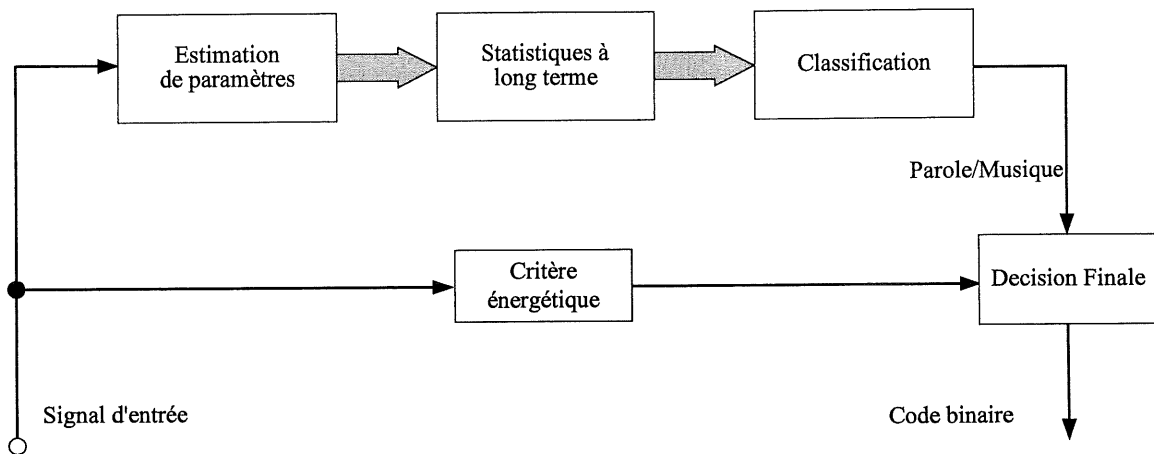 Estimation
de paramètres
Statistiques à
long terme
Classification
Parole/Musique
Critère
énergétique
Decision Finale
Signal d'entrée
Code binaire